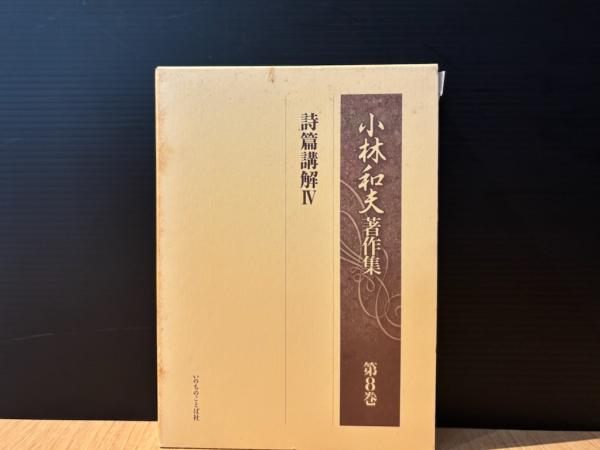 小林和夫著作集
第8巻
詩篇講解Ⅳ
いのちのことば社